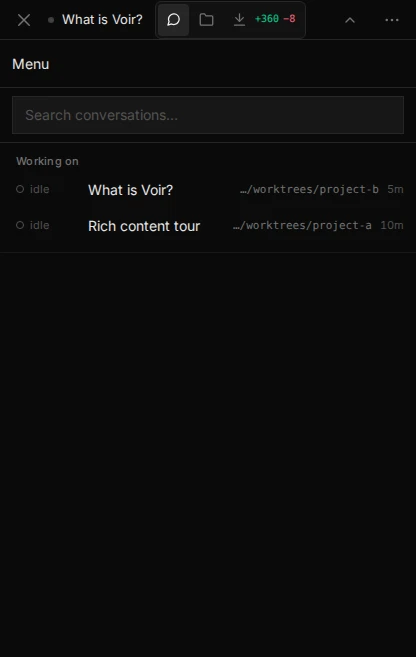 What is Voir? +360 −8
Menu
Search conversations...
Working on
idle What is Voir? …/worktrees/project-b 5m
idle Rich content tour …/worktrees/project-a 10m